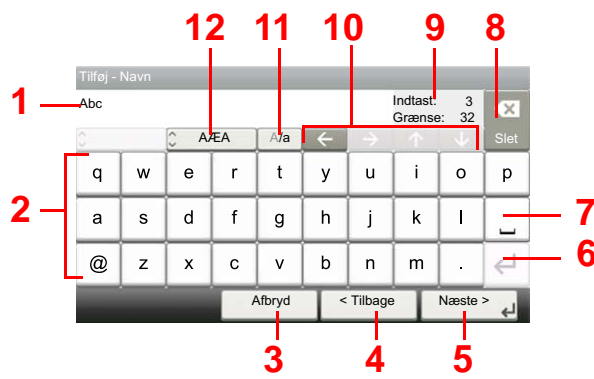 12 11 10 9 8
Tilføj - Navn
1 Abc Indtast: 3
Grænse: 32
AÆA A/a ← → ↑ ↓ Slet
q w e r t y u i o p
2 a s d f g h j k l 7
@ z x c v b n m . 6
Afbryd < Tilbage Næste >
3 4 5